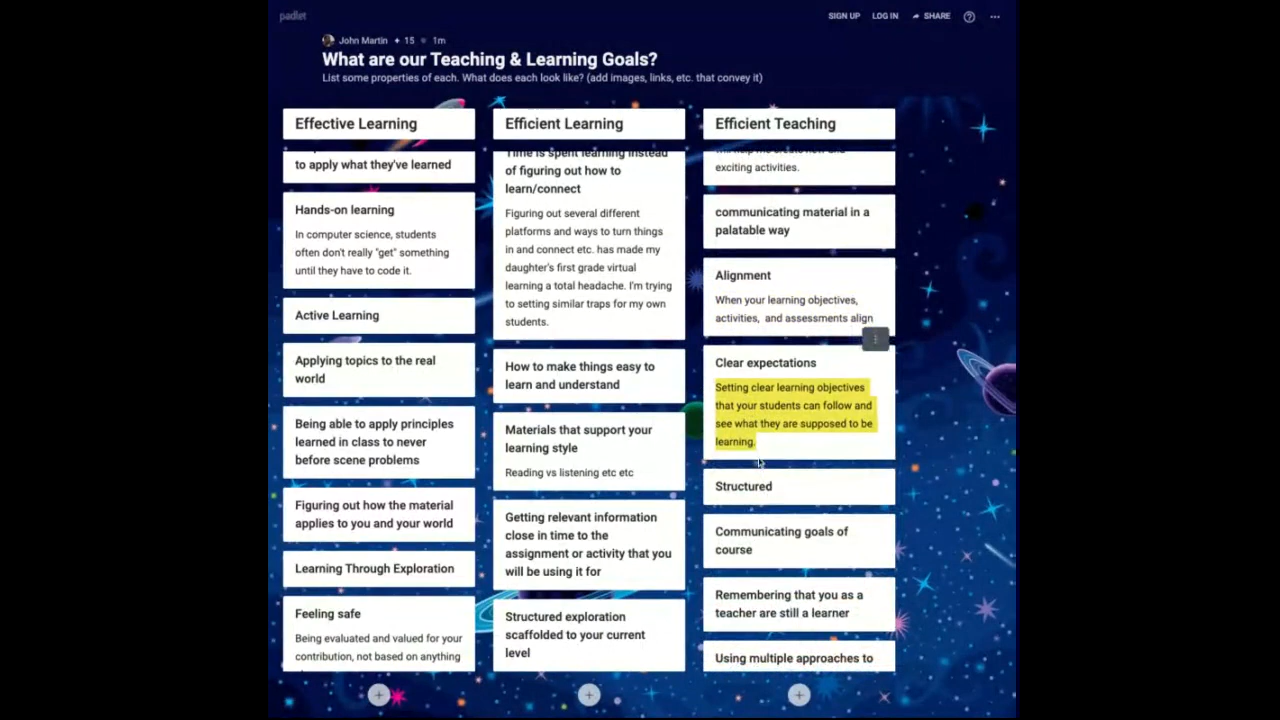 padlet
SIGN UP LOG IN SHARE
John Martin + 15 1m
What are our Teaching & Learning Goals?
List some properties of each. What does each look like? (add images, links, etc. that convey it)
Effective Learning
to apply what they've learned
Hands-on learning
In computer science, students
often don't really "get" something
until they have to code it.
Active Learning
Applying topics to the real
world
Being able to apply principles
learned in class to never
before scene problems
Figuring out how the material
applies to you and your world
Learning Through Exploration
Feeling safe
Being evaluated and valued for your
contribution, not based on anything
Efficient Learning
Time is spent learning instead
of figuring out how to
learn/connect
Figuring out several different
platforms and ways to turn things
in and connect etc. has made my
daughter's first grade virtual
learning a total headache. I'm trying
to setting similar traps for my own
students.
How to make things easy to
learn and understand
Materials that support your
learning style
Reading vs listening etc etc
Getting relevant information
close in time to the
assignment or activity that you
will be using it for
Structured exploration
scaffolded to your current
level
Efficient Teaching
exciting activities.
communicating material in a
palatable way
Alignment
When your learning objectives,
activities, and assessments align
Clear expectations
Setting clear learning objectives
that your students can follow and
see what they are supposed to be
learning.
Structured
Communicating goals of
course
Remembering that you as a
teacher are still a learner
Using multiple approaches to